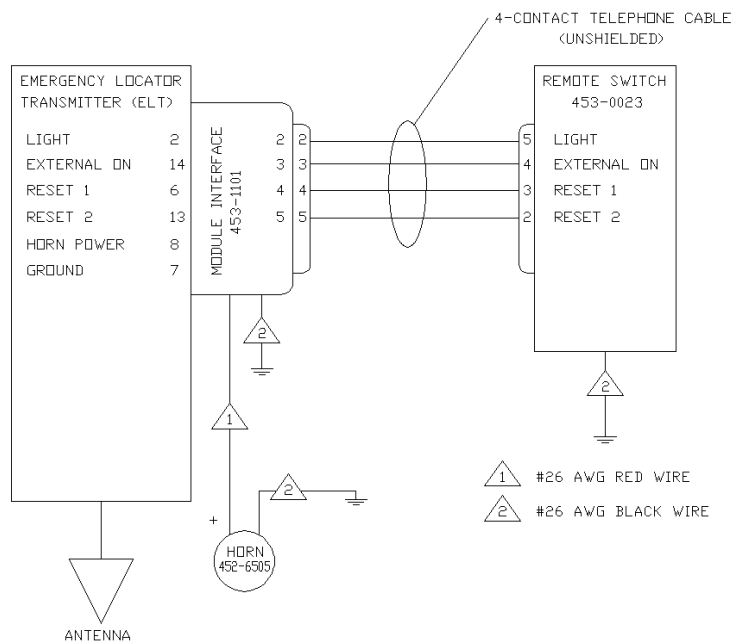 4-CONTACT TELEPHONE CABLE
(UNSHIELDED)
EMERGENCY LOCATOR
TRANSMITTER (ELT)
LIGHT 2
EXTERNAL ON 14
RESET 1 6
RESET 2 13
HORN POWER 8
GROUND 7
MODULE INTERFACE
453-1101
2 2
3 3
4 4
5 5
REMOTE SWITCH
453-0023
5 LIGHT
4 EXTERNAL ON
3 RESET 1
2 RESET 2
2
2
1
2
+
HORN
452-6505
1 #26 AWG RED WIRE
2 #26 AWG BLACK WIRE
ANTENNA